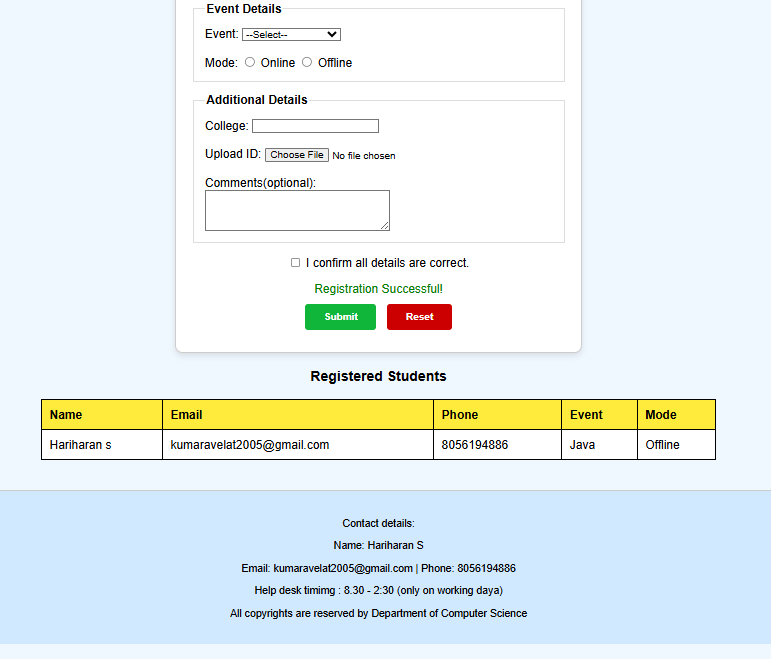 Event Details
Event: --Select--
Mode: Online Offline
Additional Details
College:
Upload ID: Choose File No file chosen
Comments(optional):
I confirm all details are correct.
Registration Successful!
Submit Reset
Registered Students
Name Email Phone Event Mode
Hariharan s kumaravelat2005@gmail.com 8056194886 Java Offline
Contact details:
Name: Hariharan S
Email: kumaravelat2005@gmail.com | Phone: 8056194886
Help desk timimg : 8.30 - 2:30 (only on working daya)
All copyrights are reserved by Department of Computer Science